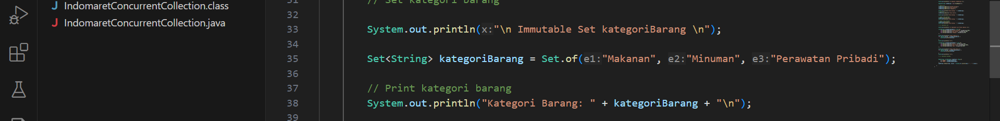 IndomaretConcurrentCollection.class
IndomaretConcurrentCollection.java
31 // Set kategori barang
32
33 System.out.println(x:"\n Immutable Set kategoriBarang \n");
34
35 Set<String> kategoriBarang = Set.of(e1:"Makanan", e2:"Minuman", e3:"Perawatan Pribadi");
36
37 // Print kategori barang
38 System.out.println("Kategori Barang: " + kategoriBarang + "\n");
39